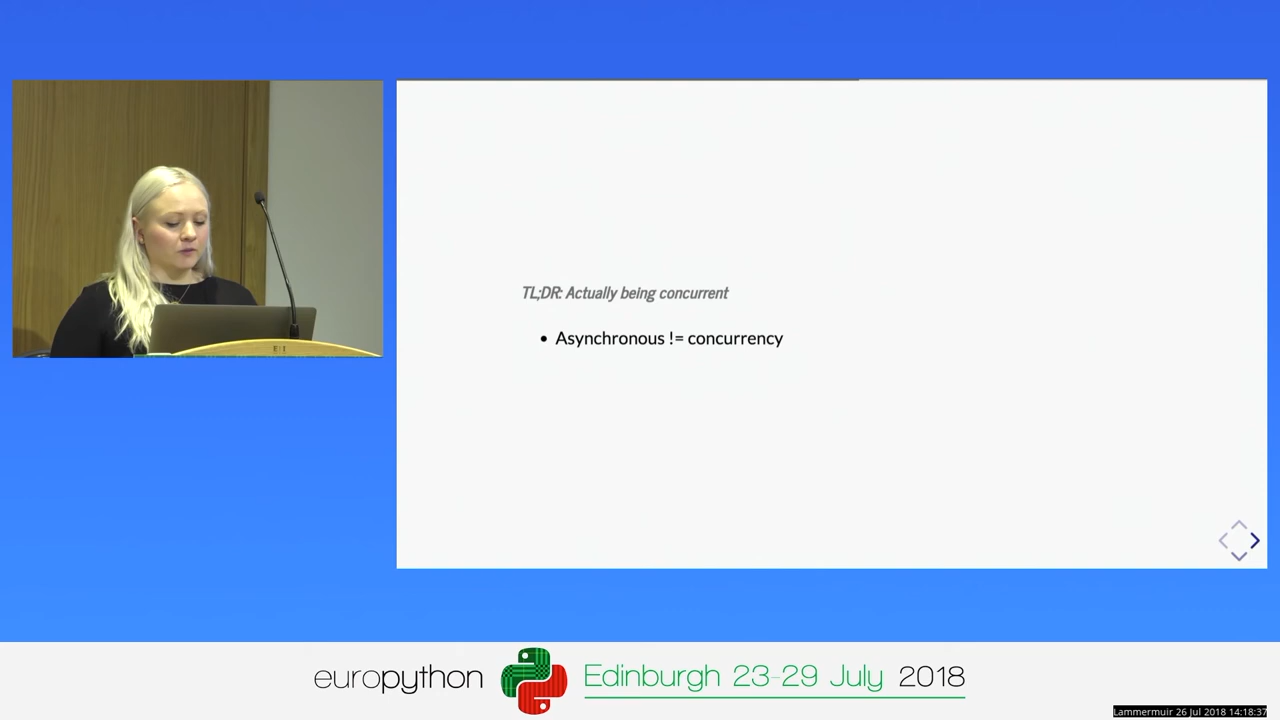 TL;DR: Actually being concurrent
• Asynchronous != concurrency
europython Edinburgh 23-29 July 2018
Lammermuir 26 Jul 2018 14:18:37